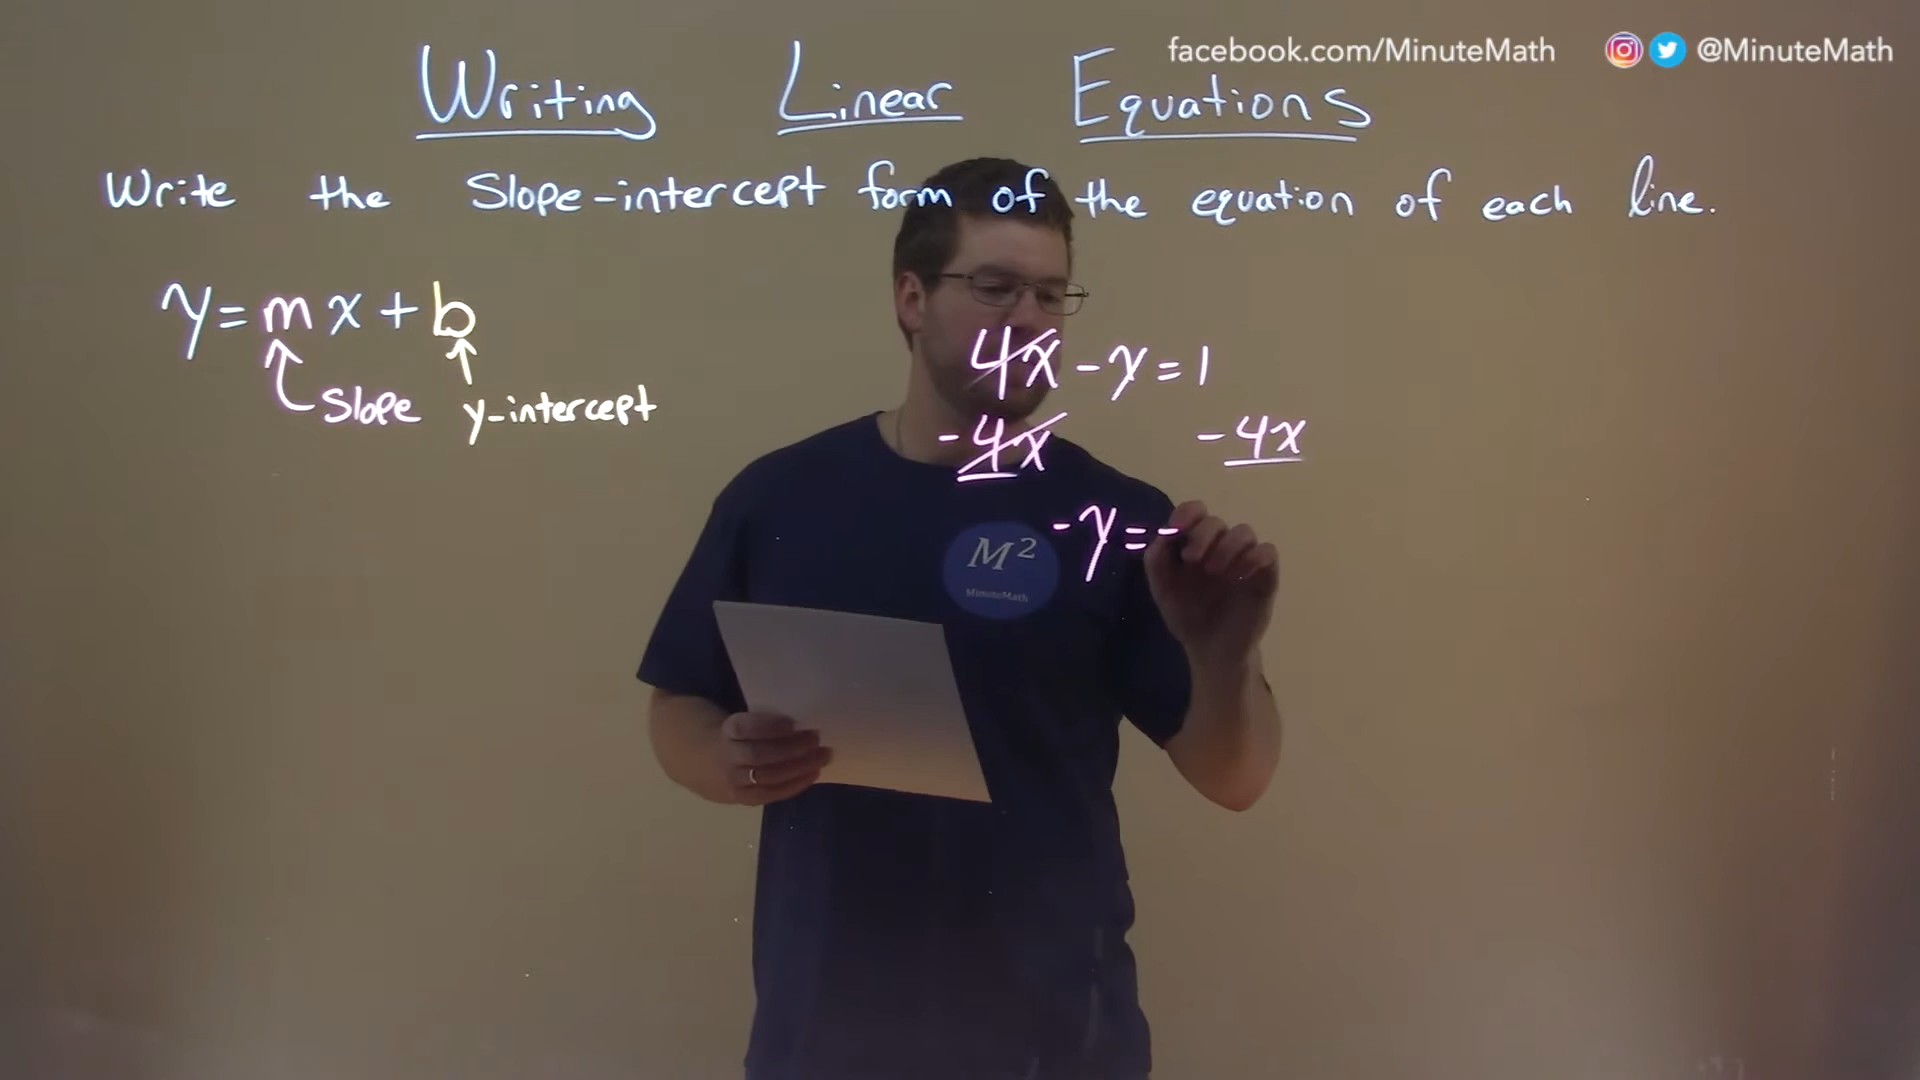 facebook.com/MinuteMath @MinuteMath
Writing Linear Equations
Write the Slope-intercept form of the equation of each line.
y=mx+b
Slope y-intercept
4x-y=1
-4x -4x
-y=-
M²
MinuteMath